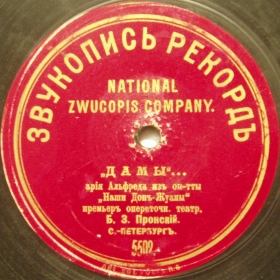 ЗВУКОПИСЬ РЕКОРДЪ
NATIONAL
ZWUCOPIS COMPANY.
„ДАМЫ"...
арія Альфреда изъ оп-тты
„Наши Донъ-Жуаны"
премьеръ опереточн. театр.
Б. З. Пронскій.
С.-ПЕТЕРБУРГЪ.
5502